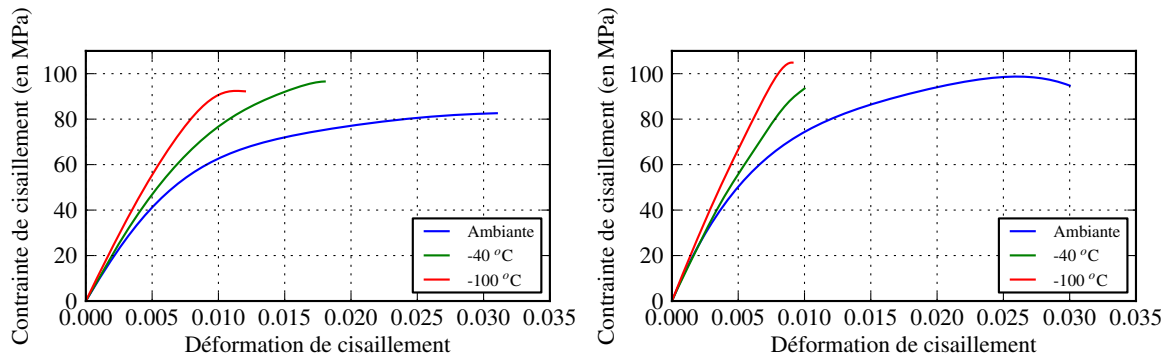 Contrainte de cisaillement (en MPa)
100
80
60
40
20
0
0.000 0.005 0.010 0.015 0.020 0.025 0.030 0.035
Déformation de cisaillement
Ambiante
-40 °C
-100 °C
Contrainte de cisaillement (en MPa)
100
80
60
40
20
0
0.000 0.005 0.010 0.015 0.020 0.025 0.030 0.035
Déformation de cisaillement
Ambiante
-40 °C
-100 °C